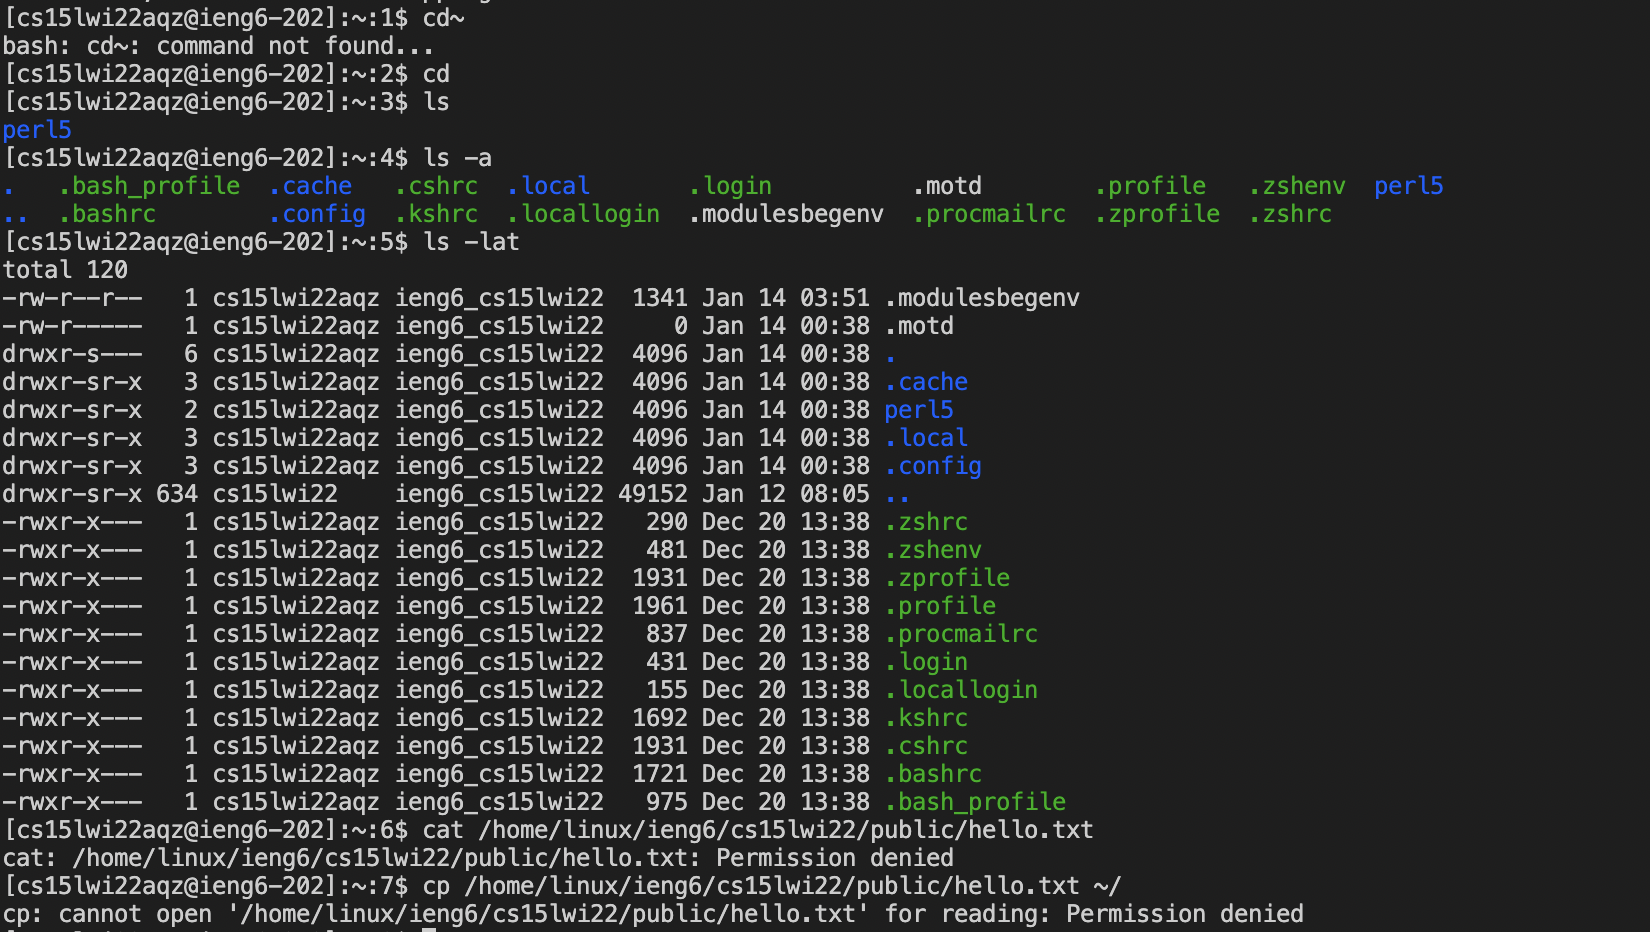 [cs15lwi22aqz@ieng6-202]:~:1$ cd~
bash: cd~: command not found...
[cs15lwi22aqz@ieng6-202]:~:2$ cd
[cs15lwi22aqz@ieng6-202]:~:3$ ls
perl5
[cs15lwi22aqz@ieng6-202]:~:4$ ls -a
.   .bash_profile  .cache   .cshrc  .local       .login          .motd        .profile   .zshenv  perl5
..  .bashrc        .config  .kshrc  .locallogin  .modulesbegenv  .procmailrc  .zprofile  .zshrc
[cs15lwi22aqz@ieng6-202]:~:5$ ls -lat
total 120
-rw-r--r--   1 cs15lwi22aqz ieng6_cs15lwi22  1341 Jan 14 03:51 .modulesbegenv
-rw-r-----   1 cs15lwi22aqz ieng6_cs15lwi22     0 Jan 14 00:38 .motd
drwxr-s---   6 cs15lwi22aqz ieng6_cs15lwi22  4096 Jan 14 00:38 .
drwxr-sr-x   3 cs15lwi22aqz ieng6_cs15lwi22  4096 Jan 14 00:38 .cache
drwxr-sr-x   2 cs15lwi22aqz ieng6_cs15lwi22  4096 Jan 14 00:38 perl5
drwxr-sr-x   3 cs15lwi22aqz ieng6_cs15lwi22  4096 Jan 14 00:38 .local
drwxr-sr-x   3 cs15lwi22aqz ieng6_cs15lwi22  4096 Jan 14 00:38 .config
drwxr-sr-x 634 cs15lwi22    ieng6_cs15lwi22 49152 Jan 12 08:05 ..
-rwxr-x---   1 cs15lwi22aqz ieng6_cs15lwi22   290 Dec 20 13:38 .zshrc
-rwxr-x---   1 cs15lwi22aqz ieng6_cs15lwi22   481 Dec 20 13:38 .zshenv
-rwxr-x---   1 cs15lwi22aqz ieng6_cs15lwi22  1931 Dec 20 13:38 .zprofile
-rwxr-x---   1 cs15lwi22aqz ieng6_cs15lwi22  1961 Dec 20 13:38 .profile
-rwxr-x---   1 cs15lwi22aqz ieng6_cs15lwi22   837 Dec 20 13:38 .procmailrc
-rwxr-x---   1 cs15lwi22aqz ieng6_cs15lwi22   431 Dec 20 13:38 .login
-rwxr-x---   1 cs15lwi22aqz ieng6_cs15lwi22   155 Dec 20 13:38 .locallogin
-rwxr-x---   1 cs15lwi22aqz ieng6_cs15lwi22  1692 Dec 20 13:38 .kshrc
-rwxr-x---   1 cs15lwi22aqz ieng6_cs15lwi22  1931 Dec 20 13:38 .cshrc
-rwxr-x---   1 cs15lwi22aqz ieng6_cs15lwi22  1721 Dec 20 13:38 .bashrc
-rwxr-x---   1 cs15lwi22aqz ieng6_cs15lwi22   975 Dec 20 13:38 .bash_profile
[cs15lwi22aqz@ieng6-202]:~:6$ cat /home/linux/ieng6/cs15lwi22/public/hello.txt
cat: /home/linux/ieng6/cs15lwi22/public/hello.txt: Permission denied
[cs15lwi22aqz@ieng6-202]:~:7$ cp /home/linux/ieng6/cs15lwi22/public/hello.txt ~/
cp: cannot open '/home/linux/ieng6/cs15lwi22/public/hello.txt' for reading: Permission denied